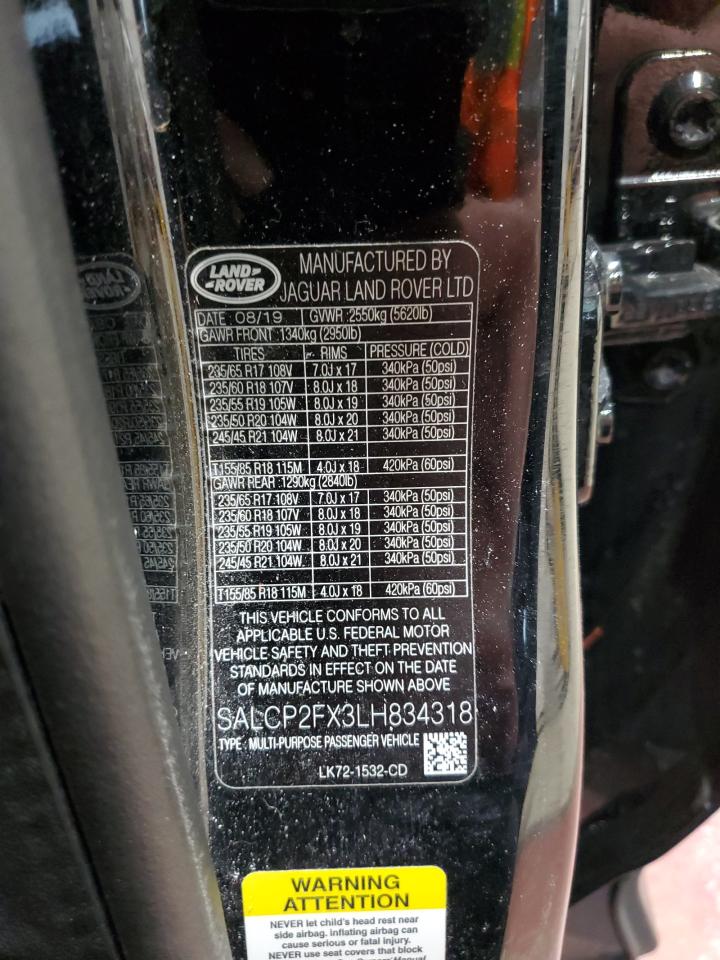 LAND-
ROVER
MANUFACTURED BY
JAGUAR LAND ROVER LTD
DATE: 08/19 GVWR :2550kg (5620lb)
GAWR FRONT :1340kg (2950lb)
TIRES RIMS PRESSURE (COLD)
235/65 R17 108V 7.0J x 17 340kPa (50psi)
235/60 R18 107V 8.0J x 18 340kPa (50psi)
235/55 R19 105W 8.0J x 19 340kPa (50psi)
235/50 R20 104W 8.0J x 20 340kPa (50psi)
245/45 R21 104W 8.0J x 21 340kPa (50psi)
T155/85 R18 115M 4.0J x 18 420kPa (60psi)
GAWR REAR :1290kg (2840lb)
235/65 R17 108V 7.0J x 17 340kPa (50psi)
235/60 R18 107V 8.0J x 18 340kPa (50psi)
235/55 R19 105W 8.0J x 19 340kPa (50psi)
235/50 R20 104W 8.0J x 20 340kPa (50psi)
245/45 R21 104W 8.0J x 21 340kPa (50psi)
T155/85 R18 115M 4.0J x 18 420kPa (60psi)
THIS VEHICLE CONFORMS TO ALL
APPLICABLE U.S. FEDERAL MOTOR
VEHICLE SAFETY AND THEFT PREVENTION
STANDARDS IN EFFECT ON THE DATE
OF MANUFACTURE SHOWN ABOVE
SALCP2FX3LH834318
TYPE : MULTI-PURPOSE PASSENGER VEHICLE
LK72-1532-CD
WARNING
ATTENTION
NEVER let child's head rest near
side airbag. inflating airbag can
cause serious or fatal injury.
NEVER use seat covers that block